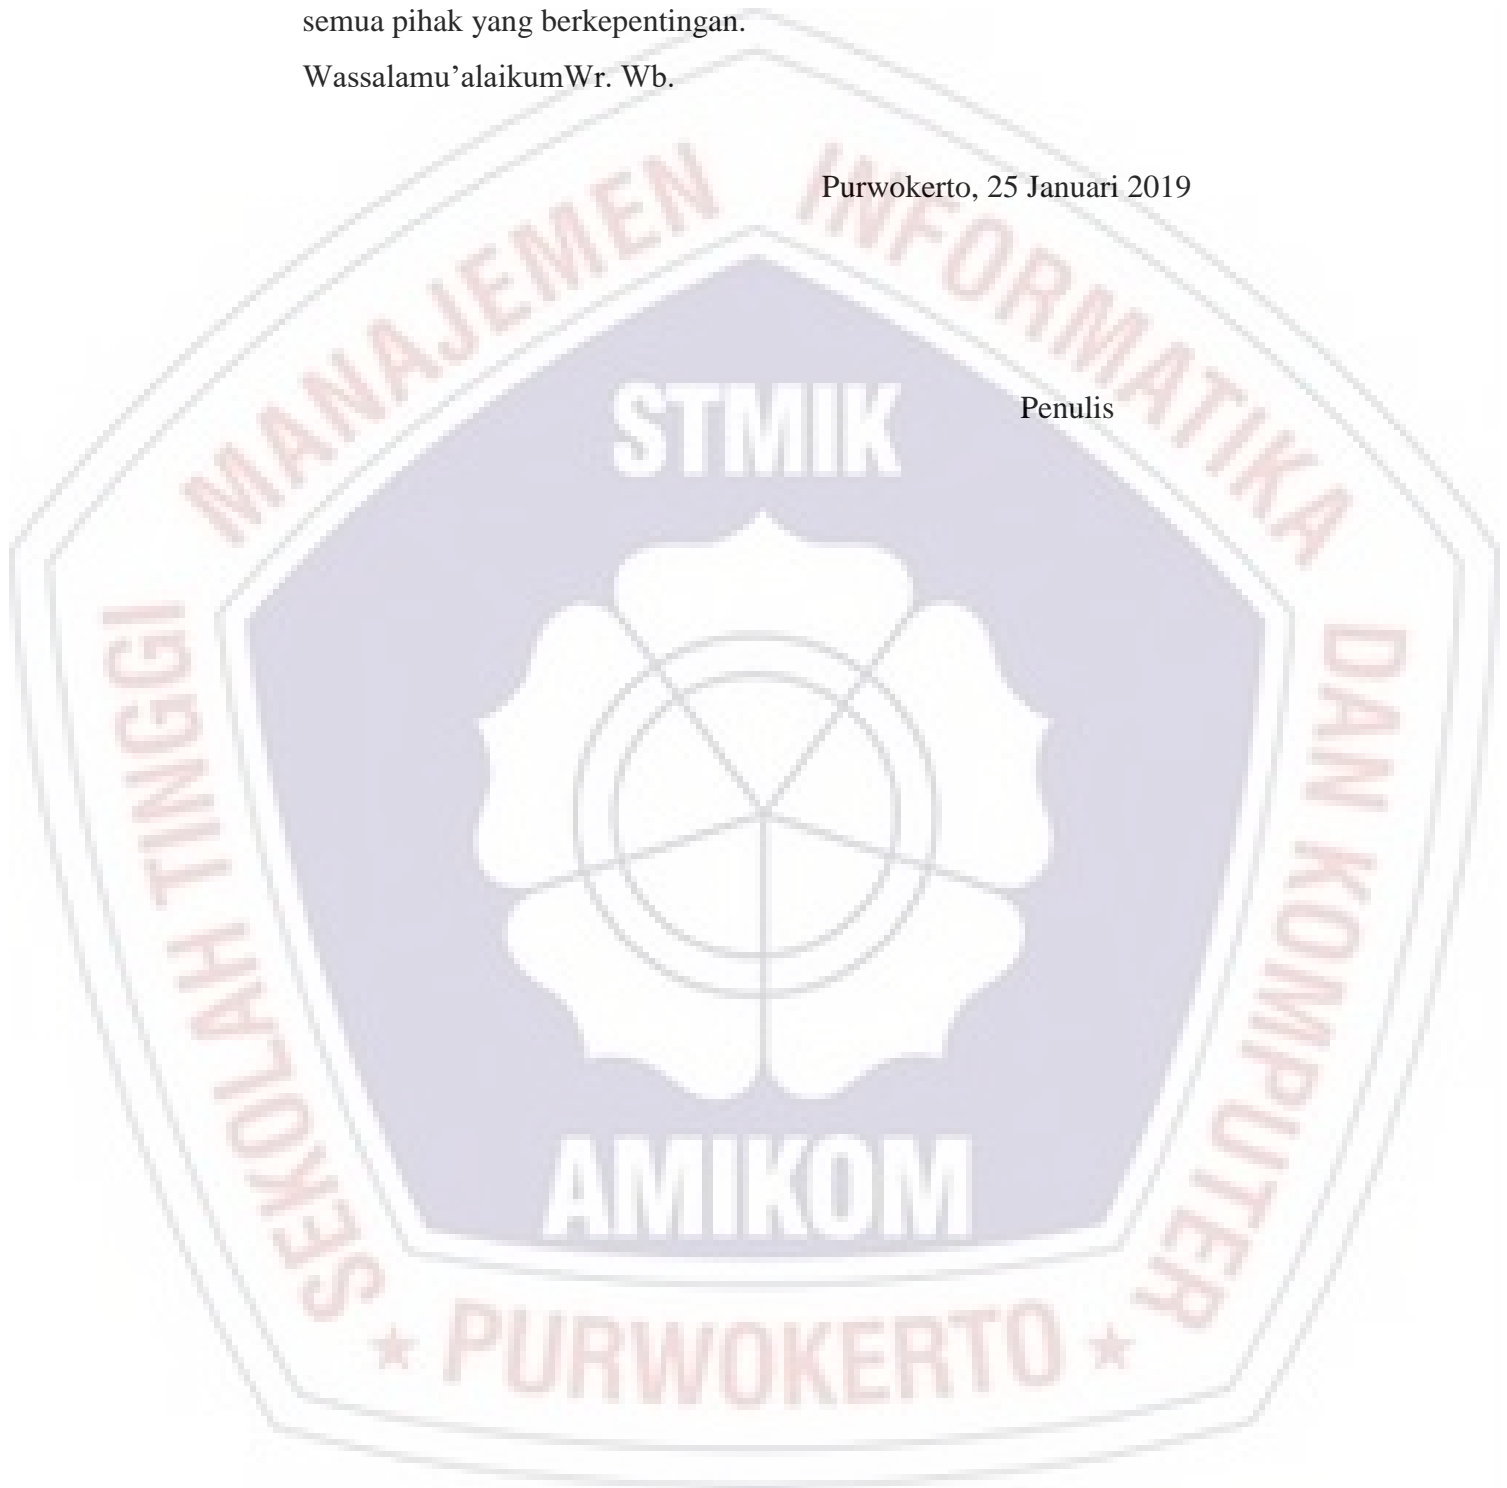 semua pihak yang berkepentingan.
Wassalamu’alaikumWr. Wb.
Purwokerto, 25 Januari 2019
Penulis
SEKOLAH TINGGI MANAJEMEN INFORMATIKA DAN KOMPUTER
STMIK
AMIKOM
★ PURWOKERTO ★